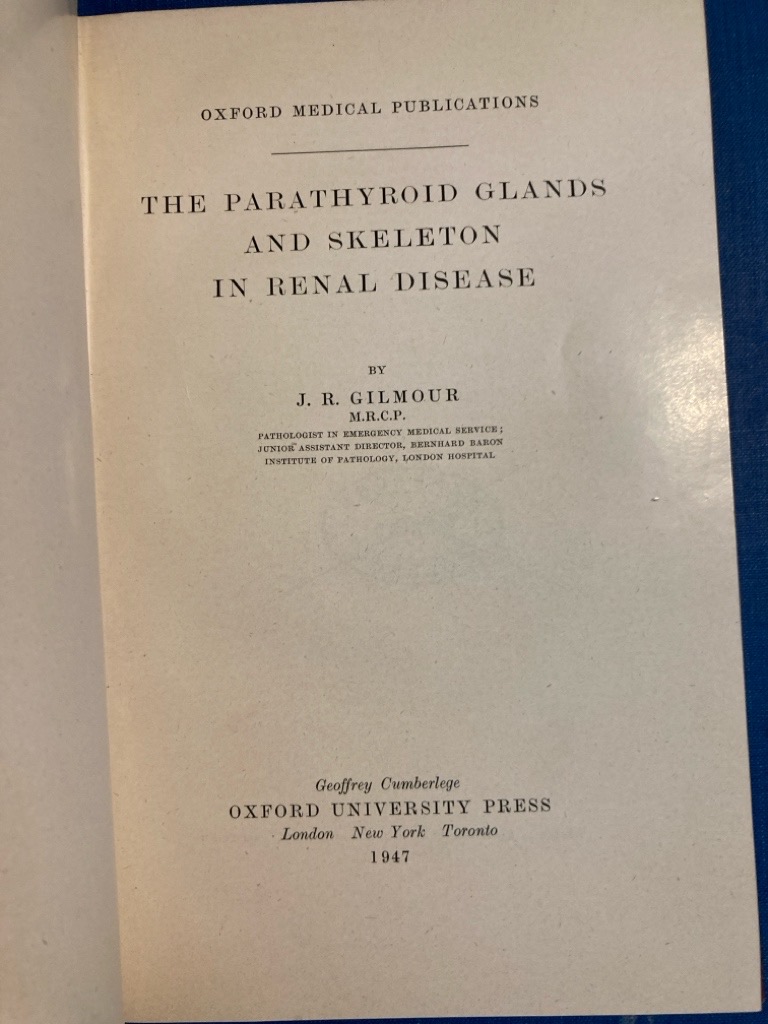 OXFORD MEDICAL PUBLICATIONS
THE PARATHYROID GLANDS
AND SKELETON
IN RENAL DISEASE
BY
J. R. GILMOUR
M.R.C.P.
PATHOLOGIST IN EMERGENCY MEDICAL SERVICE;
JUNIOR ASSISTANT DIRECTOR, BERNHARD BARON
INSTITUTE OF PATHOLOGY, LONDON HOSPITAL
Geoffrey Cumberlege
OXFORD UNIVERSITY PRESS
London New York Toronto
1947